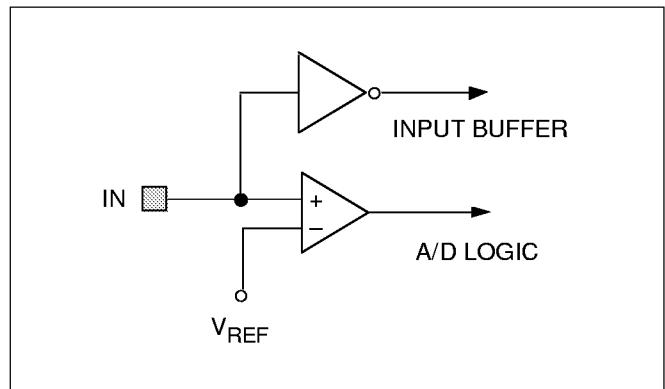 INPUT BUFFER
IN
+
−
A/D LOGIC
VREF